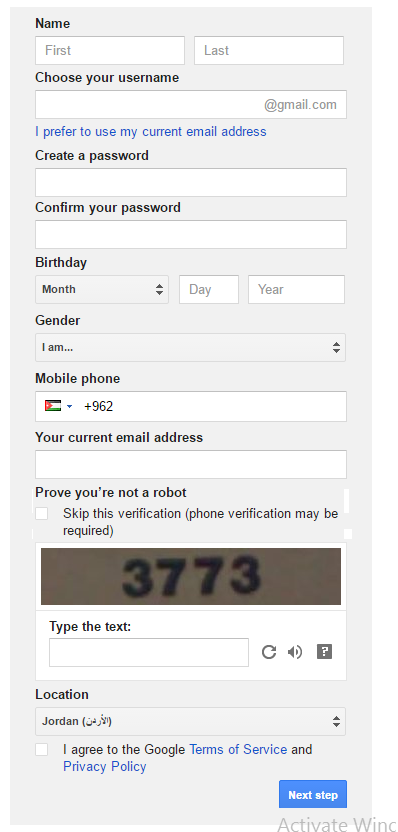 Name
First Last
Choose your username
@gmail.com
I prefer to use my current email address
Create a password
Confirm your password
Birthday
Month Day Year
Gender
I am...
Mobile phone
+962
Your current email address
Prove you're not a robot
Skip this verification (phone verification may be
required)
3773
Type the text:
?
Location
Jordan (الأردن)
I agree to the Google Terms of Service and
Privacy Policy
Next step
Activate Winc